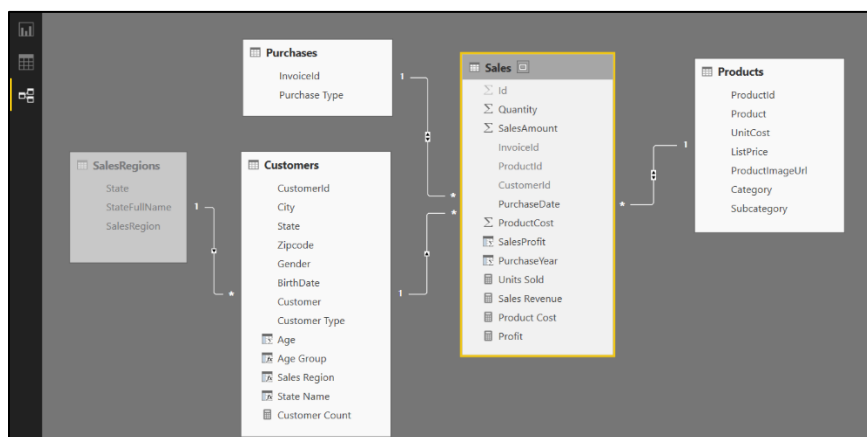 Purchases
InvoiceId
Purchase Type
1
SalesRegions
State
StateFullName
SalesRegion
1
*
Customers
CustomerId
City
State
Zipcode
Gender
BirthDate
Customer
Customer Type
Age
Age Group
Sales Region
State Name
Customer Count
1
*
*
Sales
Id
Quantity
SalesAmount
InvoiceId
ProductId
CustomerId
PurchaseDate
ProductCost
SalesProfit
PurchaseYear
Units Sold
Sales Revenue
Product Cost
Profit
*
1
Products
ProductId
Product
UnitCost
ListPrice
ProductImageUrl
Category
Subcategory